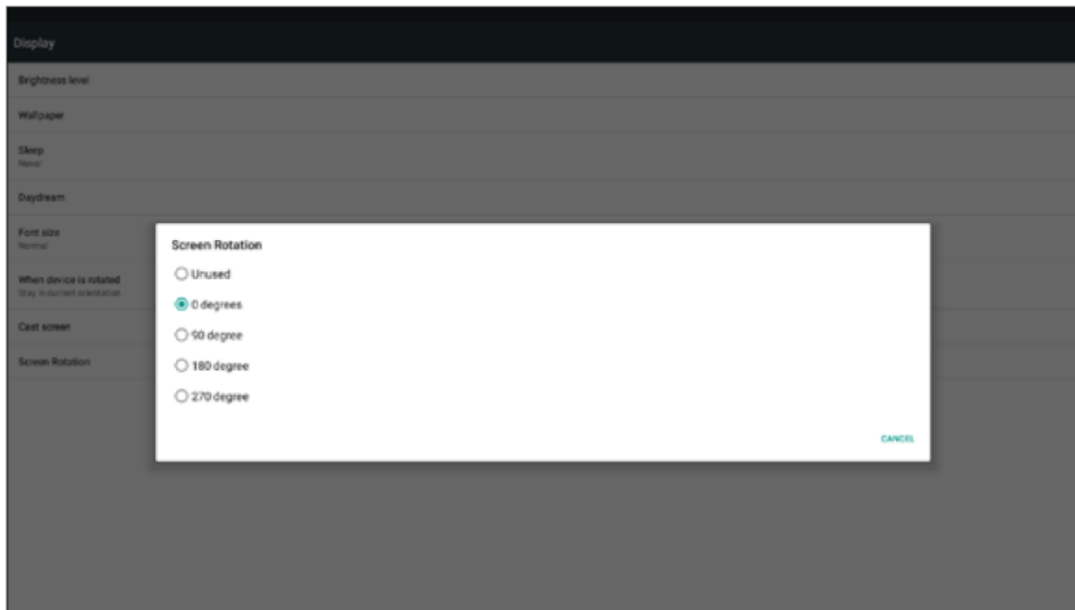 Display
Brightness level
Wallpaper
Sleep
Never
Daydream
Font size
Normal
When device is rotated
Stay in current orientation
Cast screen
Screen Rotation
Screen Rotation
Unused
0 degrees
90 degree
180 degree
270 degree
CANCEL